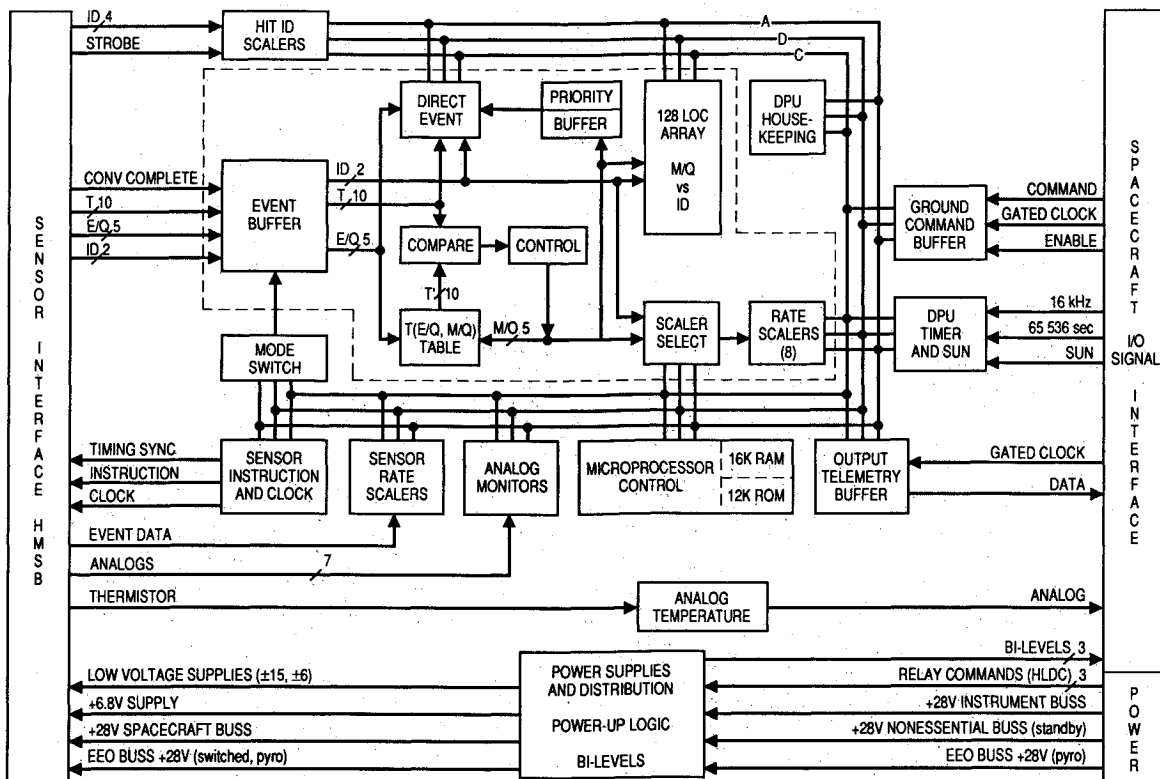 ID, 4
STROBE
HIT ID
SCALERS
A
D
C
DIRECT
EVENT
PRIORITY
BUFFER
128 LOC
ARRAY
M/Q
vs
ID
DPU
HOUSE-
KEEPING
CONV COMPLETE
T, 10
E/Q, 5
ID, 2
EVENT
BUFFER
ID, 2
T, 10
E/Q, 5
COMPARE
CONTROL
T' 10
T(E/Q, M/Q)
TABLE
M/Q, 5
SCALER
SELECT
RATE
SCALERS
(8)
GROUND
COMMAND
BUFFER
COMMAND
GATED CLOCK
ENABLE
DPU
TIMER
AND SUN
16 kHz
65 536 sec
SUN
MODE
SWITCH
TIMING SYNC
INSTRUCTION
CLOCK
SENSOR
INSTRUCTION
AND CLOCK
SENSOR
RATE
SCALERS
ANALOG
MONITORS
MICROPROCESSOR
CONTROL
16K RAM
12K ROM
OUTPUT
TELEMETRY
BUFFER
GATED CLOCK
DATA
EVENT DATA
ANALOGS
7
THERMISTOR
ANALOG
TEMPERATURE
ANALOG
LOW VOLTAGE SUPPLIES (±15, ±6)
+6.8V SUPPLY
+28V SPACECRAFT BUSS
EEO BUSS +28V (switched, pyro)
POWER SUPPLIES
AND DISTRIBUTION
POWER-UP LOGIC
BI-LEVELS
BI-LEVELS, 3
RELAY COMMANDS (HLDC), 3
+28V INSTRUMENT BUSS
+28V NONESSENTIAL BUSS (standby)
EEO BUSS +28V (pyro)
SENSOR INTERFACE HMSB
SPACECRAFT I/O SIGNAL INTERFACE
POWER